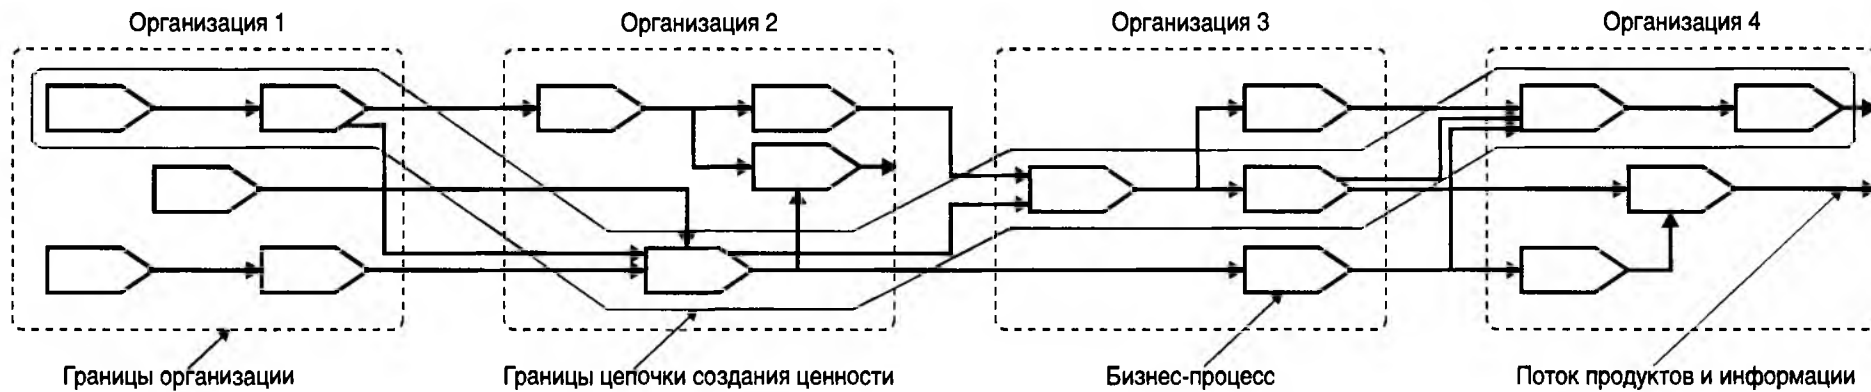 Организация 1
Организация 2
Организация 3
Организация 4
Границы организации
Границы цепочки создания ценности
Бизнес-процесс
Поток продуктов и информации